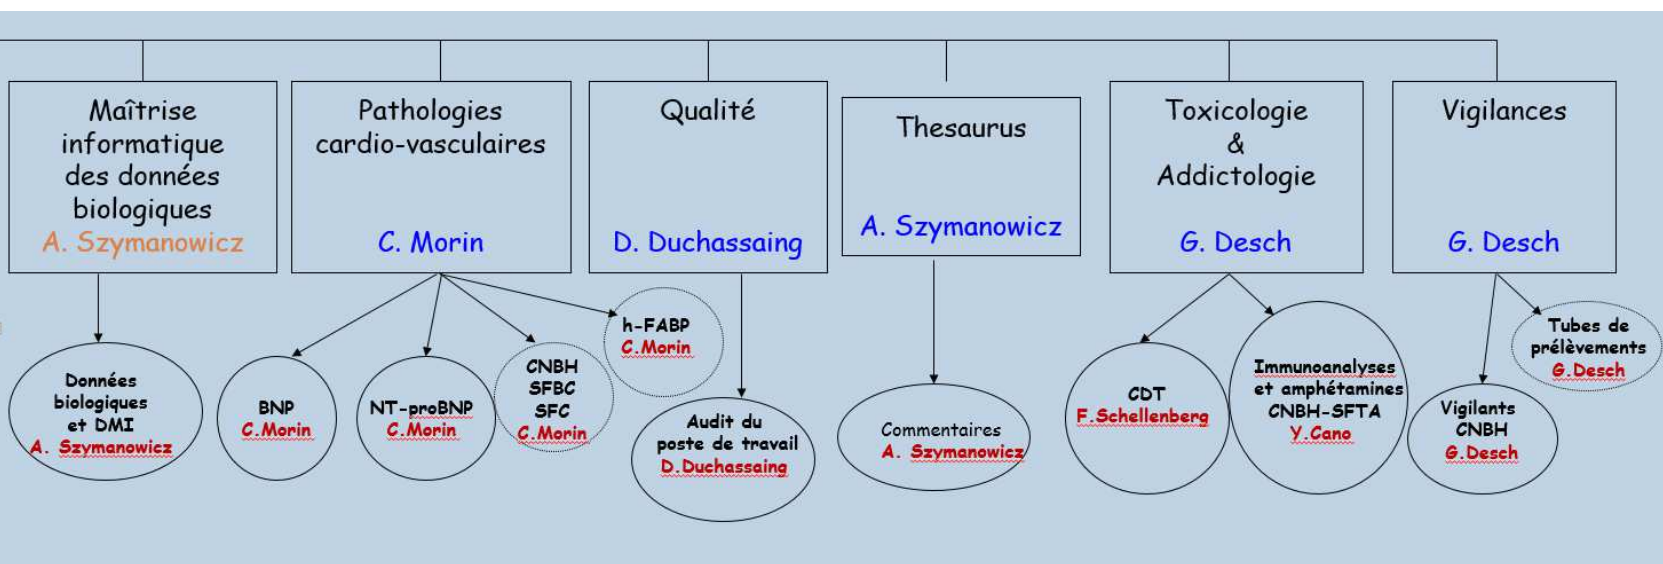 Maîtrise
informatique
des données
biologiques
A. Szymanowicz
Pathologies
cardio-vasculaires
C. Morin
Qualité
D. Duchassaing
Thesaurus
A. Szymanowicz
Toxicologie
&
Addictologie
G. Desch
Vigilances
G. Desch
Données
biologiques
et DMI
A. Szymanowicz
BNP
C.Morin
NT-proBNP
C.Morin
CNBH
SFBC
SFC
C.Morin
h-FABP
C.Morin
Audit du
poste de travail
D.Duchassaing
Commentaires
A. Szymanowicz
CDT
F.Schellenberg
Immunoanalyses
et amphétamines
CNBH-SFTA
Y.Cano
Vigilants
CNBH
G.Desch
Tubes de
prélèvements
G.Desch